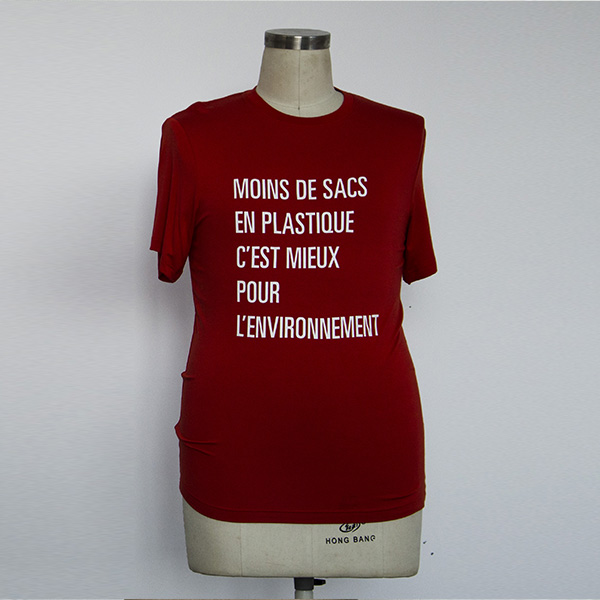 MOINS DE SACS
EN PLASTIQUE
C'EST MIEUX
POUR
L'ENVIRONNEMENT
HONG BANG